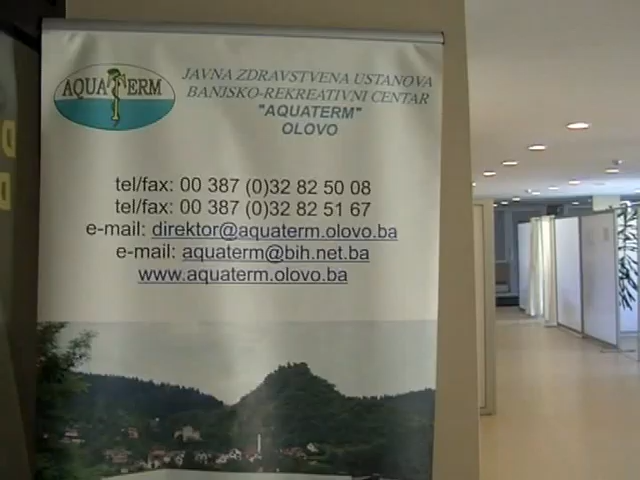 AQUATERM
JAVNA ZDRAVSTVENA USTANOVA
BANJSKO-REKREATIVNI CENTAR
"AQUATERM"
OLOVO
tel/fax: 00 387 (0)32 82 50 08
tel/fax: 00 387 (0)32 82 51 67
e-mail: direktor@aquaterm.olovo.ba
e-mail: aquaterm@bih.net.ba
www.aquaterm.olovo.ba